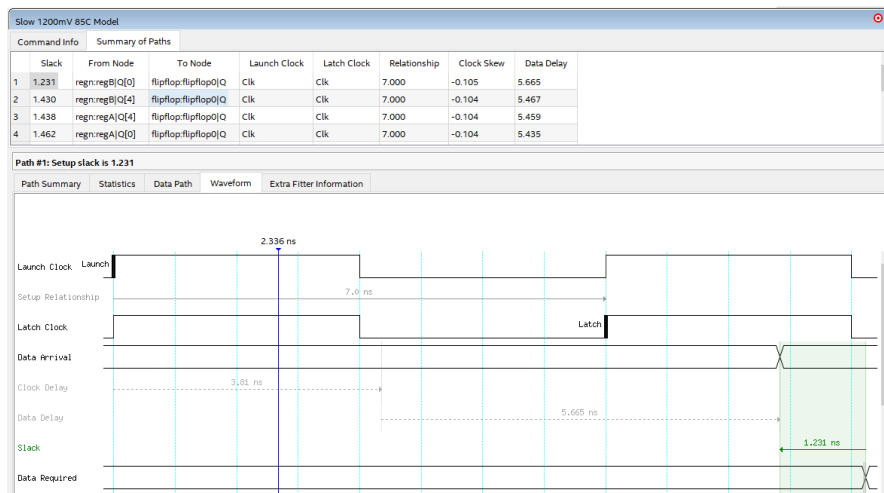 Slow 1200mV 85C Model
Command Info Summary of Paths
Slack From Node To Node Launch Clock Latch Clock Relationship Clock Skew Data Delay
1 1.231 regn:regB|Q[0] flipflop:flipflop0|Q Clk Clk 7.000 -0.105 5.665
2 1.430 regn:regB|Q[4] flipflop:flipflop0|Q Clk Clk 7.000 -0.104 5.467
3 1.438 regn:regA|Q[4] flipflop:flipflop0|Q Clk Clk 7.000 -0.104 5.459
4 1.462 regn:regA|Q[0] flipflop:flipflop0|Q Clk Clk 7.000 -0.104 5.435
Path #1: Setup slack is 1.231
Path Summary Statistics Data Path Waveform Extra Fitter Information
2.336 ns
Launch Clock Launch
Setup Relationship 7.0 ns
Latch Clock Latch
Data Arrival
Clock Delay 3.81 ns
Data Delay 5.665 ns
Slack 1.231 ns
Data Required